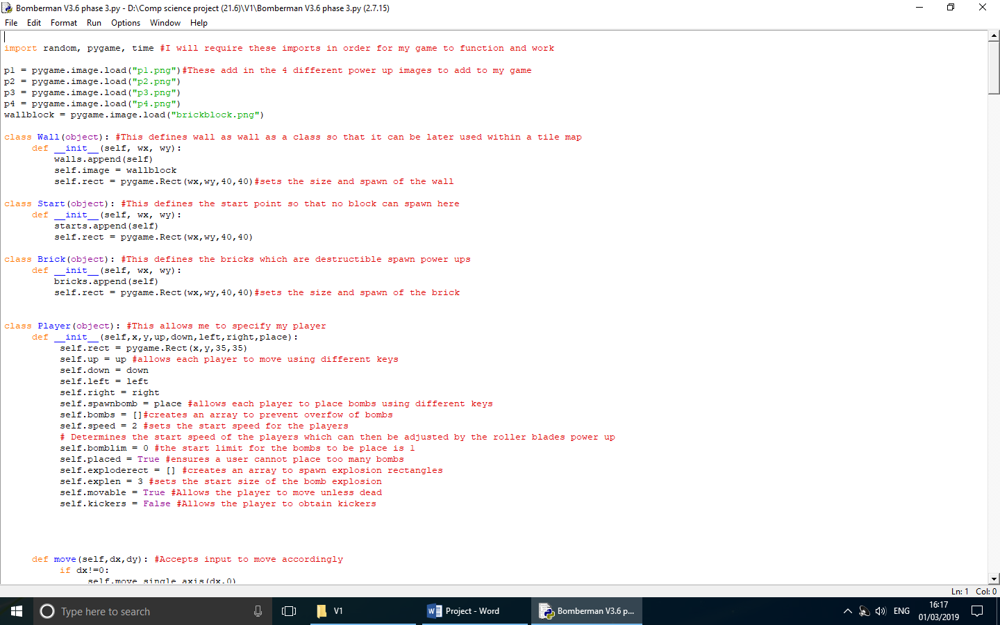 Bomberman V3.6 phase 3.py - D:\Comp science project (21.6)\V1\Bomberman V3.6 phase 3.py (2.7.15)
File Edit Format Run Options Window Help
import random, pygame, time #I will require these imports in order for my game to function and work
p1 = pygame.image.load("p1.png")#These add in the 4 different power up images to add to my game
p2 = pygame.image.load("p2.png")
p3 = pygame.image.load("p3.png")
p4 = pygame.image.load("p4.png")
wallblock = pygame.image.load("brickblock.png")
class Wall(object): #This defines wall as wall as a class so that it can be later used within a tile map
def __init__(self, wx, wy):
walls.append(self)
self.image = wallblock
self.rect = pygame.Rect(wx,wy,40,40)#sets the size and spawn of the wall
class Start(object): #This defines the start point so that no block can spawn here
def __init__(self, wx, wy):
starts.append(self)
self.rect = pygame.Rect(wx,wy,40,40)
class Brick(object): #This defines the bricks which are destructible spawn power ups
def __init__(self, wx, wy):
bricks.append(self)
self.rect = pygame.Rect(wx,wy,40,40)#sets the size and spawn of the brick
class Player(object): #This allows me to specify my player
def __init__(self,x,y,up,down,left,right,place):
self.rect = pygame.Rect(x,y,35,35)
self.up = up #allows each player to move using different keys
self.down = down
self.left = left
self.right = right
self.spawnbomb = place #allows each player to place bombs using different keys
self.bombs = []#creates an array to prevent overfow of bombs
self.speed = 2 #sets the start speed for the players
# Determines the start speed of the players which can then be adjusted by the roller blades power up
self.bomblim = 0 #the start limit for the bombs to be place is 1
self.placed = True #ensures a user cannot place too many bombs
self.exploderect = [] #creates an array to spawn explosion rectangles
self.explen = 3 #sets the start size of the bomb explosion
self.movable = True #Allows the player to move unless dead
self.kickers = False #Allows the player to obtain kickers
def move(self,dx,dy): #Accepts input to move accordingly
if dx!=0:
self.move_single_axis(dx,0)
Ln: 1 Col: 0
Type here to search
V1
Project - Word
Bomberman V3.6 p...
ENG
16:17
01/03/2019